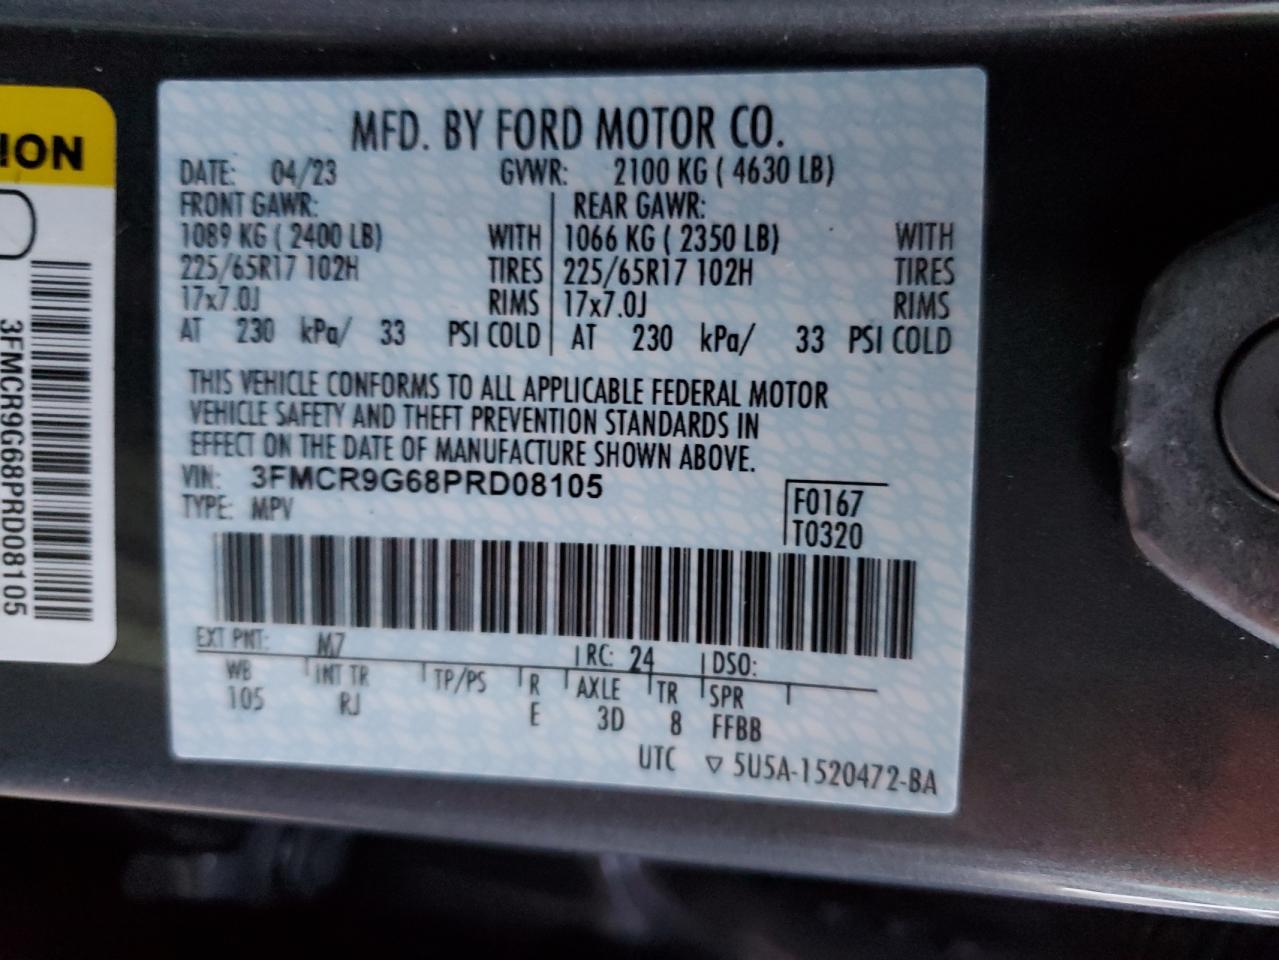 MFD. BY FORD MOTOR CO.
DATE: 04/23 GVWR: 2100 KG ( 4630 LB)
FRONT GAWR: REAR GAWR:
1089 KG ( 2400 LB) WITH 1066 KG ( 2350 LB) WITH
225/65R17 102H TIRES 225/65R17 102H TIRES
17x7.0J RIMS 17x7.0J RIMS
AT 230 kPa/ 33 PSI COLD AT 230 kPa/ 33 PSI COLD
THIS VEHICLE CONFORMS TO ALL APPLICABLE FEDERAL MOTOR
VEHICLE SAFETY AND THEFT PREVENTION STANDARDS IN
EFFECT ON THE DATE OF MANUFACTURE SHOWN ABOVE.
VIN: 3FMCR9G68PRD08105
TYPE: MPV
F0167
T0320
EXT PNT: M7 RC: 24 DSO:
WB INT TR TP/PS R AXLE TR SPR
105 RJ E 3D 8 FFBB
UTC ▽ 5U5A-1520472-BA
ION
3FMCR9G68PRD08105